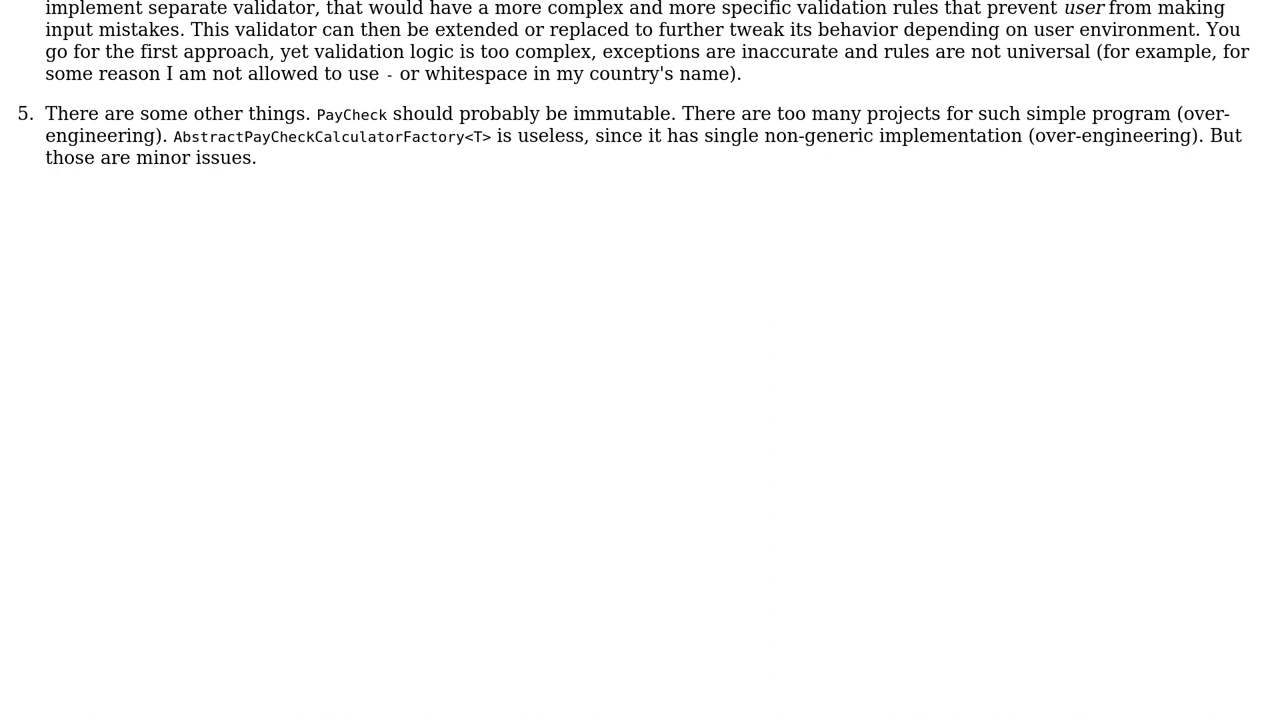 implement separate validator, that would have a more complex and more specific validation rules that prevent user from making
input mistakes. This validator can then be extended or replaced to further tweak its behavior depending on user environment. You
go for the first approach, yet validation logic is too complex, exceptions are inaccurate and rules are not universal (for example, for
some reason I am not allowed to use - or whitespace in my country's name).
5. There are some other things. PayCheck should probably be immutable. There are too many projects for such simple program (over-
engineering). AbstractPayCheckCalculatorFactory<T> is useless, since it has single non-generic implementation (over-engineering). But
those are minor issues.